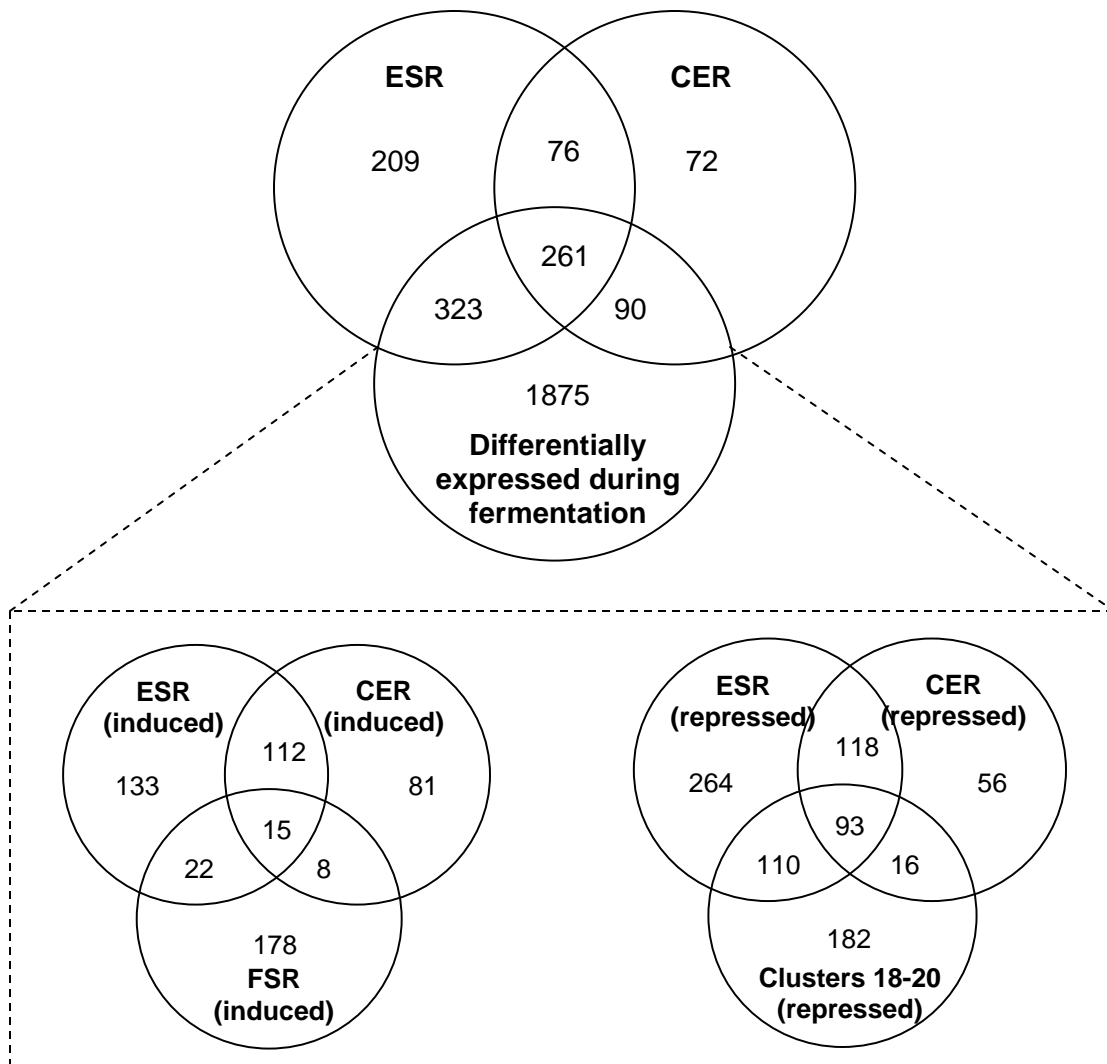 ESR
CER
209
76
72
261
323
90
1875
Differentially
expressed during
fermentation
ESR
(induced)
CER
(induced)
112
133
81
15
22
8
178
FSR
(induced)
ESR
(repressed)
CER
(repressed)
118
264
56
93
110
16
182
Clusters 18-20
(repressed)